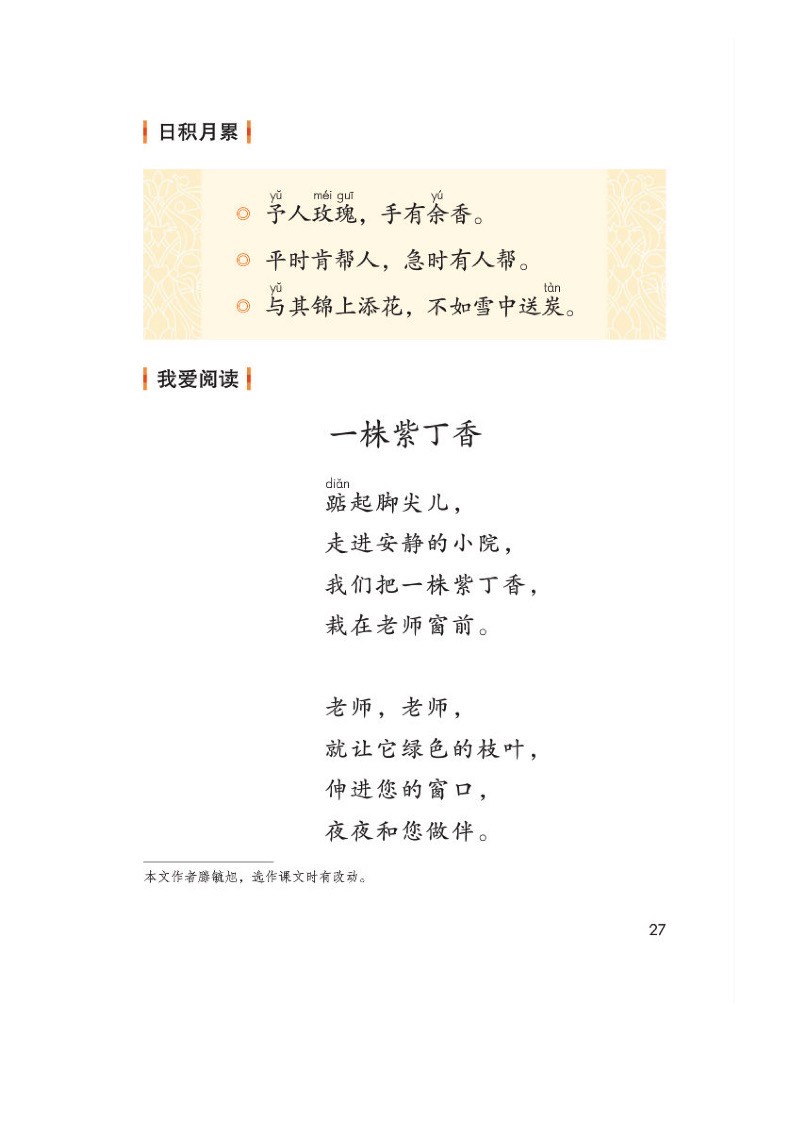 日积月累
yǔ méi guī yú
◎ 予人玫瑰，手有余香。
◎ 平时肯帮人，急时有人帮。
yǔ tàn
◎ 与其锦上添花，不如雪中送炭。
我爱阅读
一株紫丁香
diǎn
踮起脚尖儿，
走进安静的小院，
我们把一株紫丁香，
栽在老师窗前。
老师，老师，
就让它绿色的枝叶，
伸进您的窗口，
夜夜和您做伴。
本文作者滕毓旭，选作课文时有改动。
27